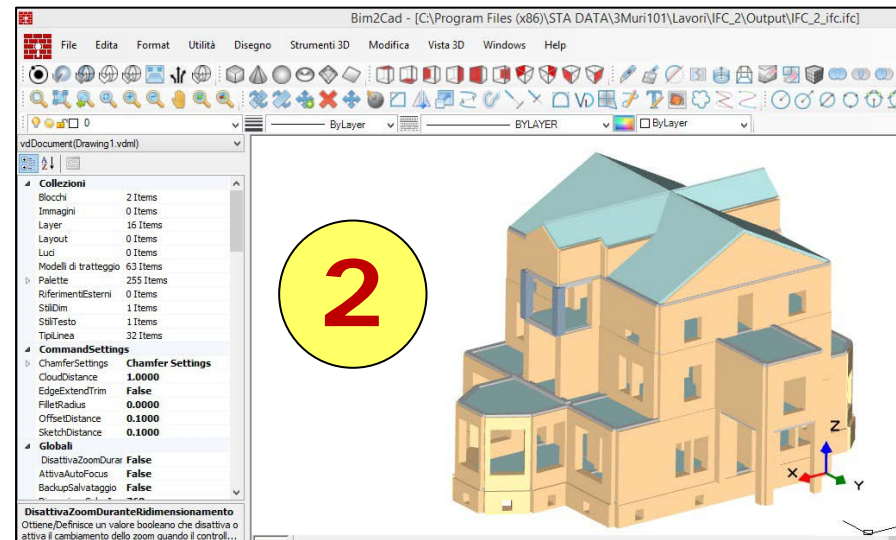 Bim2Cad - [C:\Program Files (x86)\STA DATA\3Muri101\Lavori\IFC_2\Output\IFC_2_ifc.ifc]
File Edita Format Utilità Disegno Strumenti 3D Modifica Vista 3D Windows Help
0 ByLayer BYLAYER ByLayer
vdDocument(Drawing1.vdml)
Collezioni
Blocchi 2 Items
Immagini 0 Items
Layer 16 Items
Layout 0 Items
Luci 0 Items
Modelli di tratteggio 63 Items
Palette 255 Items
RiferimentiEsterni 0 Items
StiliDim 1 Items
StiliTesto 1 Items
TipiLinea 32 Items
CommandSettings
ChamferSettings Chamfer Settings
CloudDistance 1.0000
EdgeExtendTrim False
FilletRadius 0.0000
OffsetDistance 0.1000
SketchDistance 0.1000
Globali
DisattivaZoomDurar False
AttivaAutoFocus False
BackupSalvataggio False
DisattivaZoomDuranteRidimensionamento
Ottiene/Definisce un valore booleano che disattiva o
attiva il cambiamento dello zoom quando il controll...
2
Z
X
Y